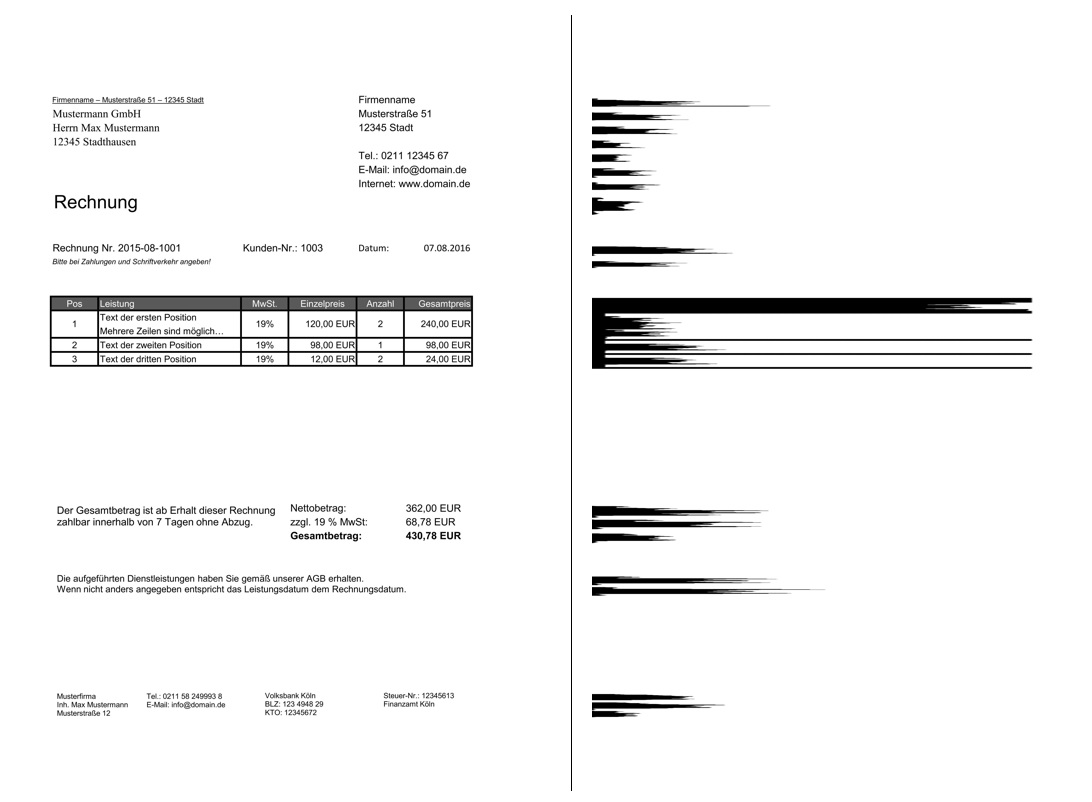 Firmenname – Musterstraße 51 – 12345 Stadt
Mustermann GmbH
Herrn Max Mustermann
12345 Stadthausen
Firmenname
Musterstraße 51
12345 Stadt
Tel.: 0211 12345 67
E-Mail: info@domain.de
Internet: www.domain.de
Rechnung
Rechnung Nr. 2015-08-1001 Kunden-Nr.: 1003 Datum: 07.08.2016
Bitte bei Zahlungen und Schriftverkehr angeben!
Pos Leistung MwSt. Einzelpreis Anzahl Gesamtpreis
1 Text der ersten Position 19% 120,00 EUR 2 240,00 EUR
Mehrere Zeilen sind möglich…
2 Text der zweiten Position 19% 98,00 EUR 1 98,00 EUR
3 Text der dritten Position 19% 12,00 EUR 2 24,00 EUR
Der Gesamtbetrag ist ab Erhalt dieser Rechnung
zahlbar innerhalb von 7 Tagen ohne Abzug.
Nettobetrag: 362,00 EUR
zzgl. 19 % MwSt: 68,78 EUR
Gesamtbetrag: 430,78 EUR
Die aufgeführten Dienstleistungen haben Sie gemäß unserer AGB erhalten.
Wenn nicht anders angegeben entspricht das Leistungsdatum dem Rechnungsdatum.
Musterfirma
Inh. Max Mustermann
Musterstraße 12
Tel.: 0211 58 249993 8
E-Mail: info@domain.de
Volksbank Köln
BLZ: 123 4948 29
KTO: 12345672
Steuer-Nr.: 12345613
Finanzamt Köln